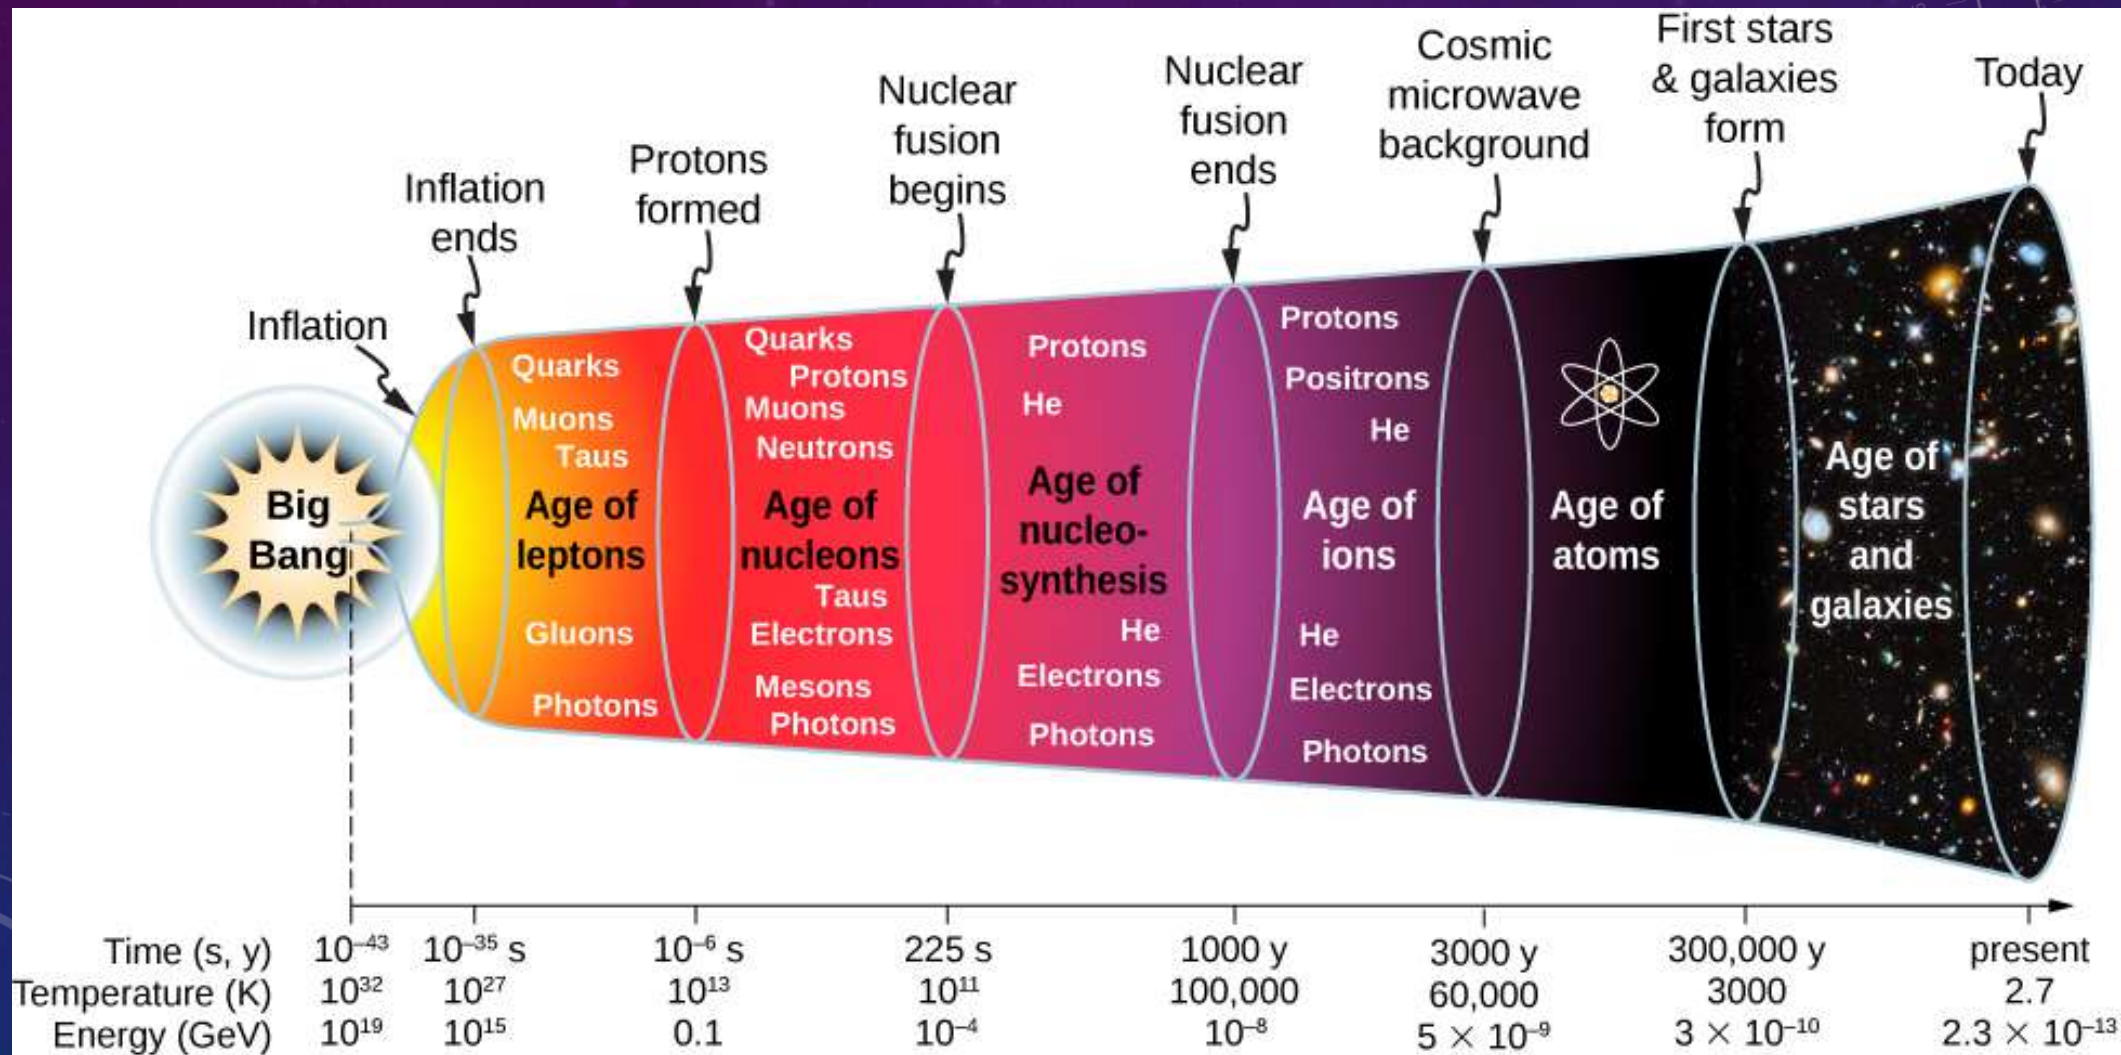 Inflation
Inflation
ends
Protons
formed
Nuclear
fusion
begins
Nuclear
fusion
ends
Cosmic
microwave
background
First stars
& galaxies
form
Today
Big
Bang
Quarks
Muons
Taus
Age of
leptons
Gluons
Photons
Quarks
Protons
Muons
Neutrons
Age of
nucleons
Taus
Electrons
Mesons
Photons
Protons
He
Age of
nucleo-
synthesis
He
Electrons
Photons
Protons
Positrons
He
Age of
ions
He
Electrons
Photons
Age of
atoms
Age of
stars
and
galaxies
Time (s, y) 10⁻⁴³ 10⁻³⁵ s 10⁻⁶ s 225 s 1000 y 3000 y 300,000 y present
Temperature (K) 10³² 10²⁷ 10¹³ 10¹¹ 100,000 60,000 3000 2.7
Energy (GeV) 10¹⁹ 10¹⁵ 0.1 10⁻⁴ 10⁻⁸ 5 × 10⁻⁹ 3 × 10⁻¹⁰ 2.3 × 10⁻¹³